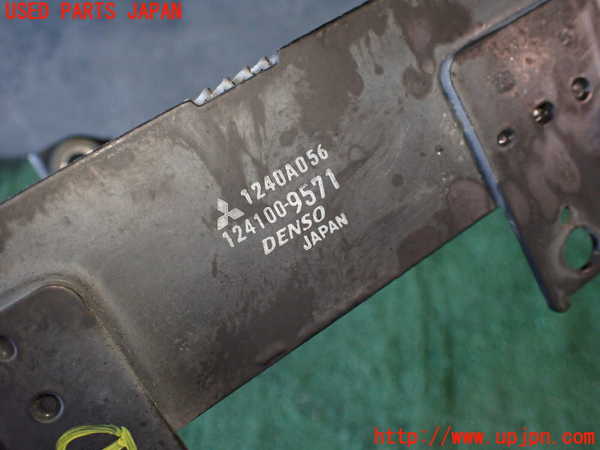 USED PARTS JAPAN
1240A056
124100-9571
DENSO
JAPAN
http://www.upjpn.com/